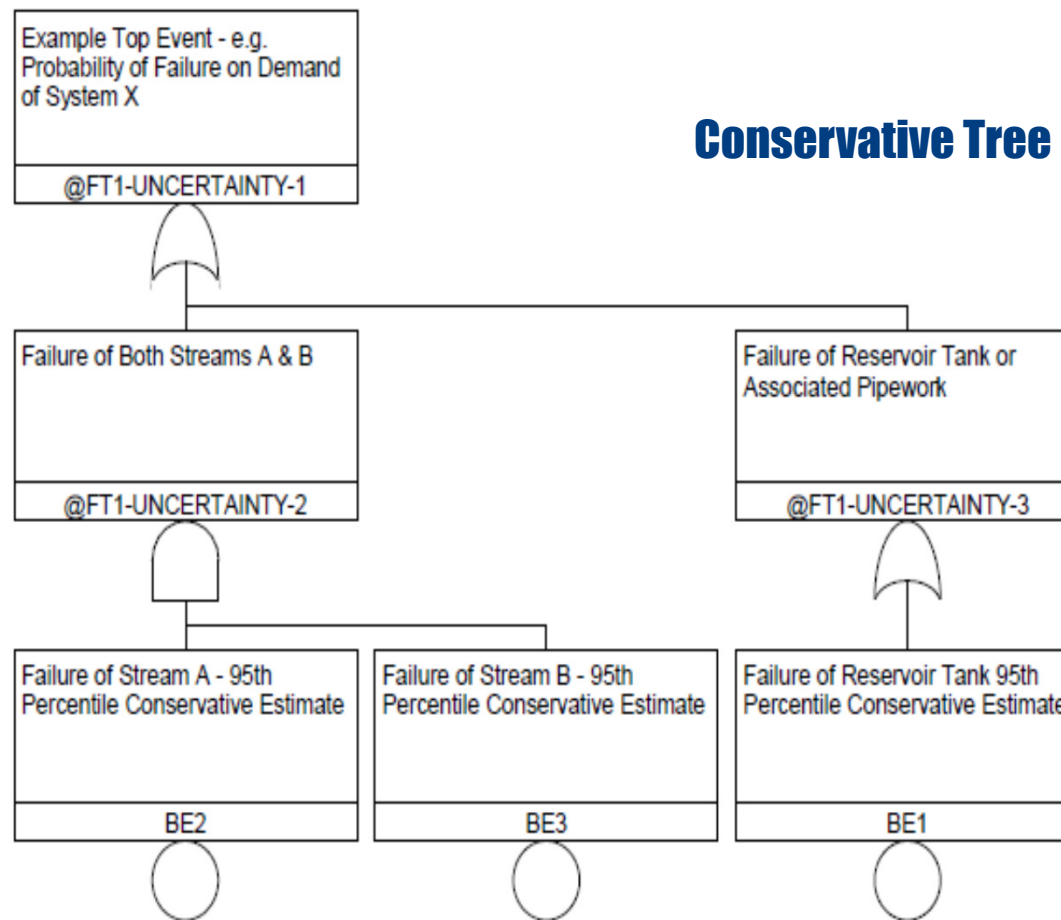 Example Top Event - e.g.
Probability of Failure on Demand
of System X
@FT1-UNCERTAINTY-1
Conservative Tree
Failure of Both Streams A & B
@FT1-UNCERTAINTY-2
Failure of Reservoir Tank or
Associated Pipework
@FT1-UNCERTAINTY-3
Failure of Stream A - 95th
Percentile Conservative Estimate
BE2
Failure of Stream B - 95th
Percentile Conservative Estimate
BE3
Failure of Reservoir Tank 95th
Percentile Conservative Estimate
BE1